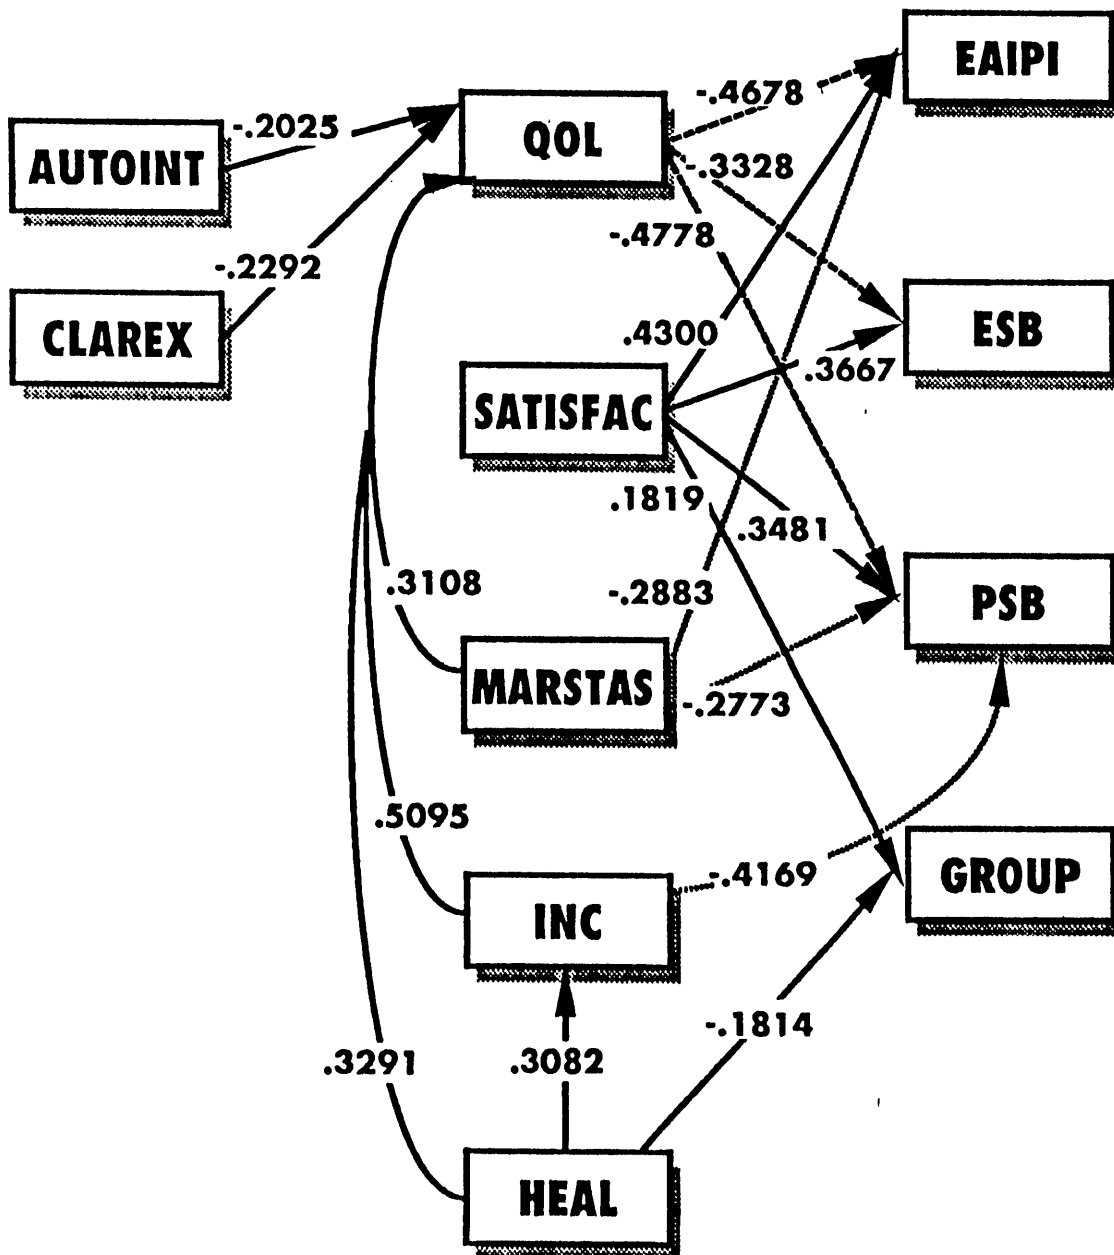 EAIPI
-.4678
QOL
-.2025
AUTOINT
-.3328
-.4778
-.2292
CLAREX
ESB
.4300
.3667
SATISFAC
.1819
.3481
.3108
-.2883
PSB
MARSTAS
-.2773
.5095
-.4169
GROUP
INC
-.1814
.3291
.3082
HEAL